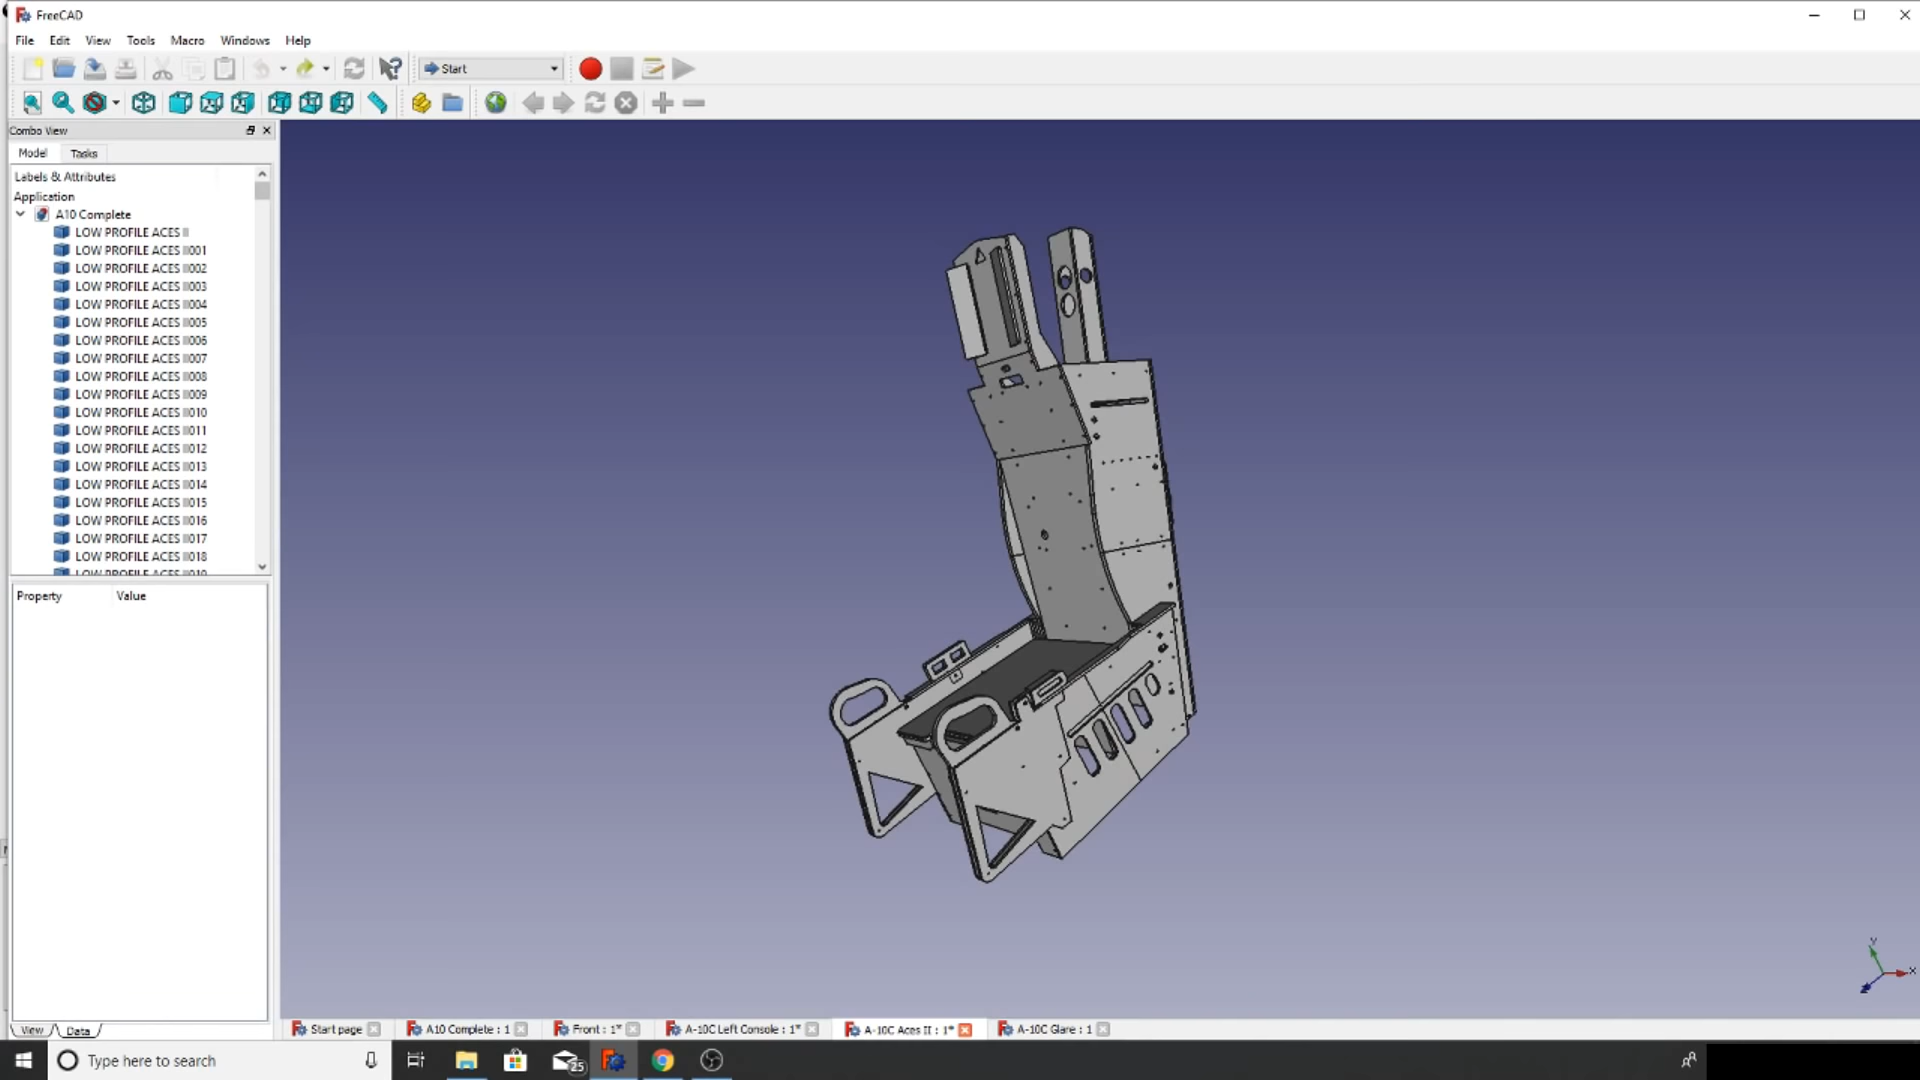 FreeCAD
File Edit View Tools Macro Windows Help
Start
Combo View
Model Tasks
Labels & Attributes
Application
A10 Complete
LOW PROFILE ACES II
LOW PROFILE ACES II001
LOW PROFILE ACES II002
LOW PROFILE ACES II003
LOW PROFILE ACES II004
LOW PROFILE ACES II005
LOW PROFILE ACES II006
LOW PROFILE ACES II007
LOW PROFILE ACES II008
LOW PROFILE ACES II009
LOW PROFILE ACES II010
LOW PROFILE ACES II011
LOW PROFILE ACES II012
LOW PROFILE ACES II013
LOW PROFILE ACES II014
LOW PROFILE ACES II015
LOW PROFILE ACES II016
LOW PROFILE ACES II017
LOW PROFILE ACES II018
LOW PROFILE ACES II019
Property Value
Y
X
View Data
Start page A10 Complete : 1 Front : 1* A-10C Left Console : 1* A-10C Aces II : 1* A-10C Glare : 1
Type here to search
25